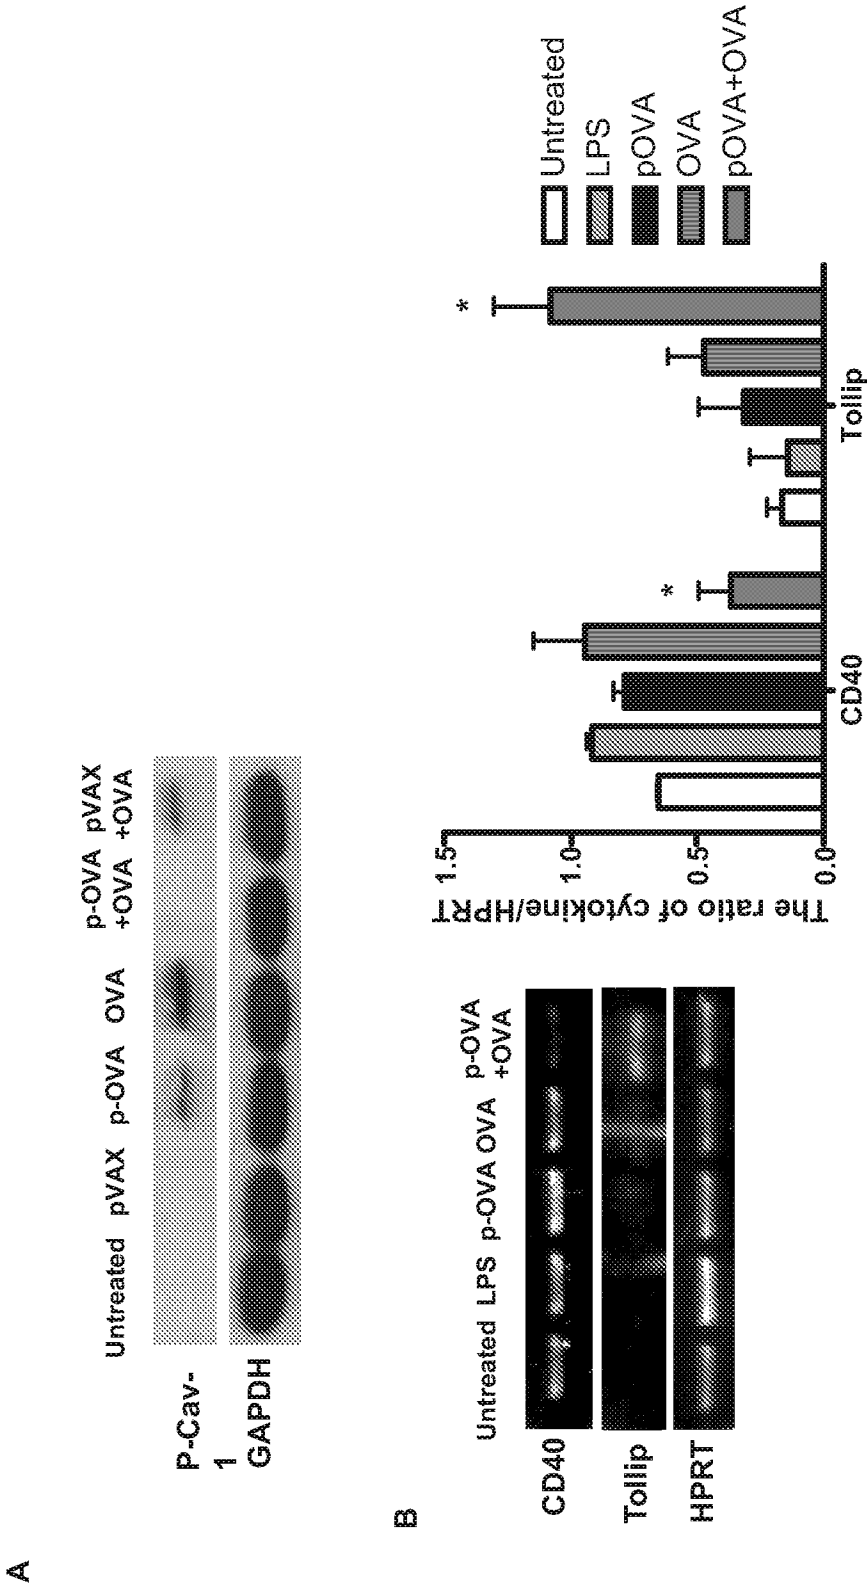 A
Untreated pVAX p-OVA OVA p-OVA pVAX
+OVA +OVA
P-Cav-
1
GAPDH
B
Untreated LPS p-OVA OVA p-OVA
+OVA
CD40
Tollip
HPRT
The ratio of cytokine/HPRT
1.5
1.0
0.5
0.0
*
*
CD40
Tollip
Untreated
LPS
pOVA
OVA
pOVA+OVA